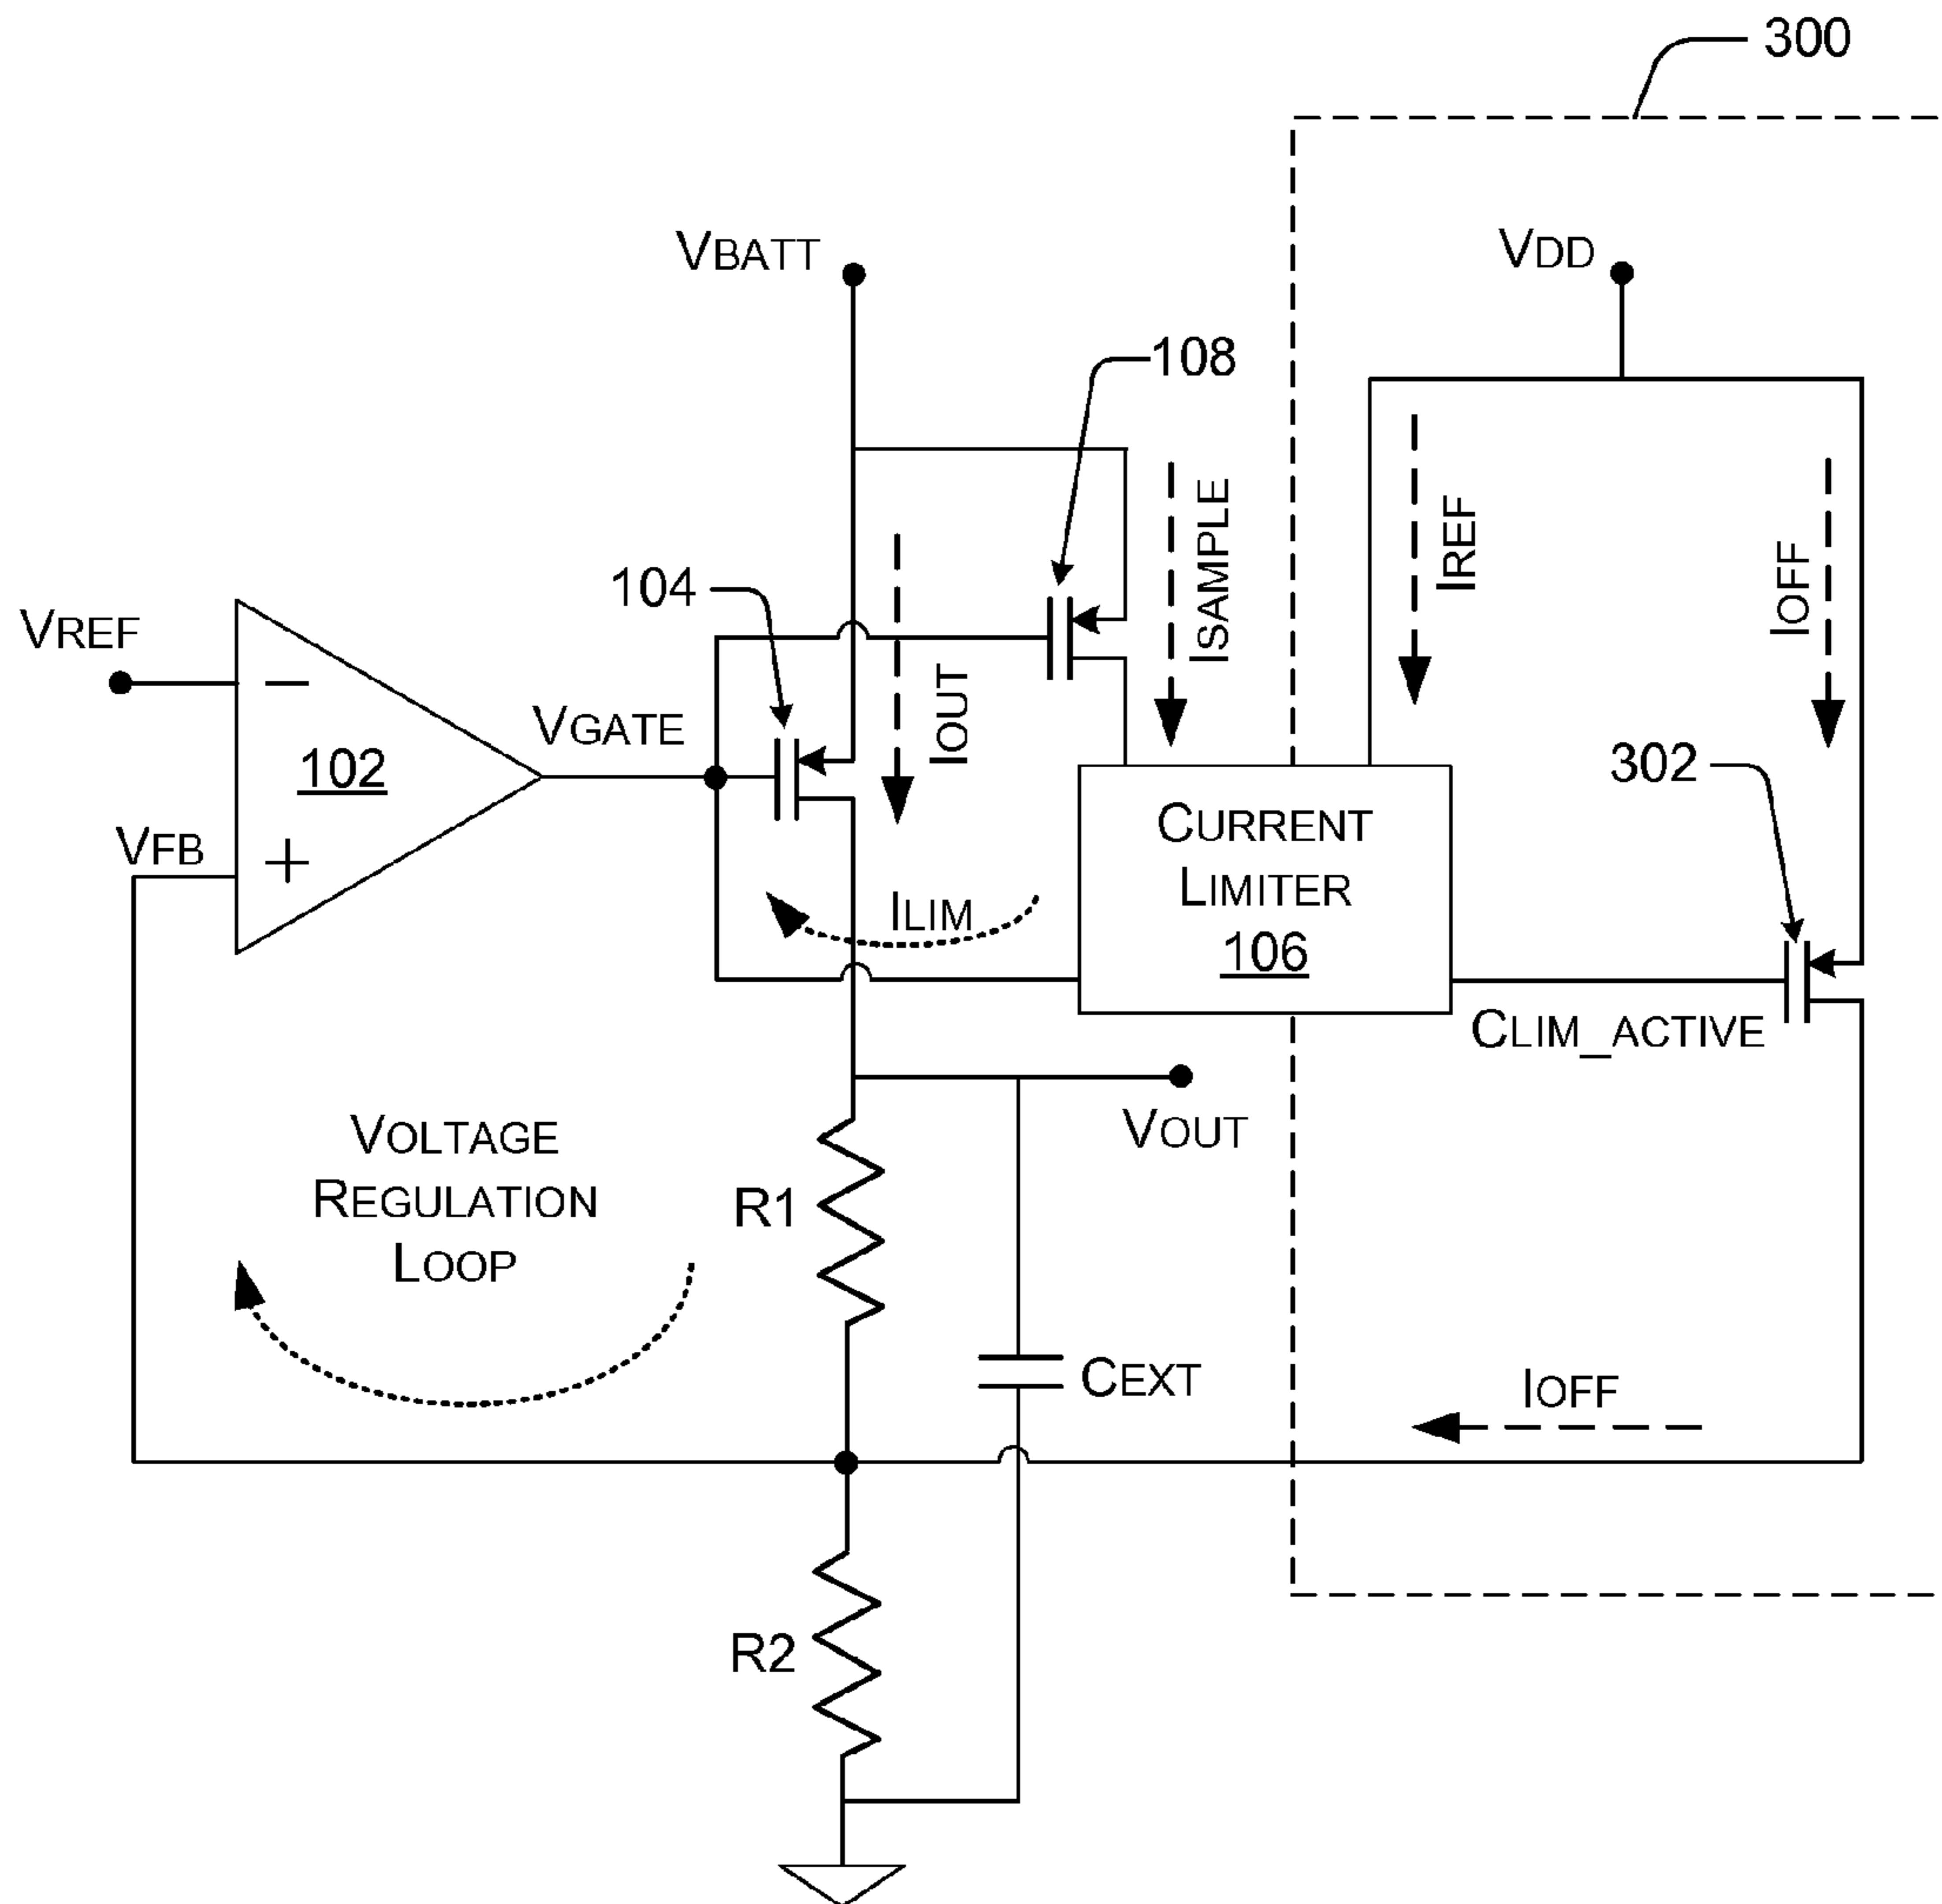 300
VBATT
VDD
108
104
IOUT
ISAMPLE
IREF
IOFF
VREF
−
VGATE
102
302
VFB
+
CURRENT
LIMITER
106
ILIM
CLIM_ACTIVE
VOUT
VOLTAGE
REGULATION
LOOP
R1
CEXT
IOFF
R2